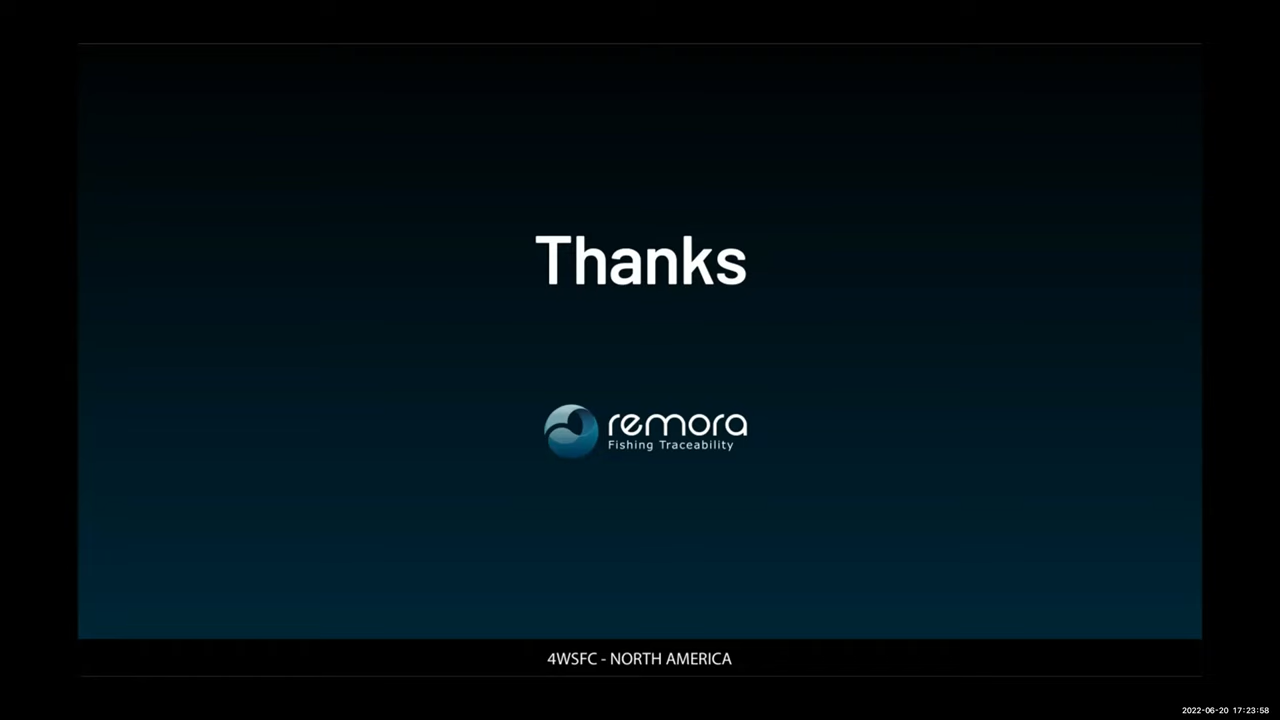 Thanks
remora
Fishing Traceability
4WSFC - NORTH AMERICA
2022-06-20 17:23:58